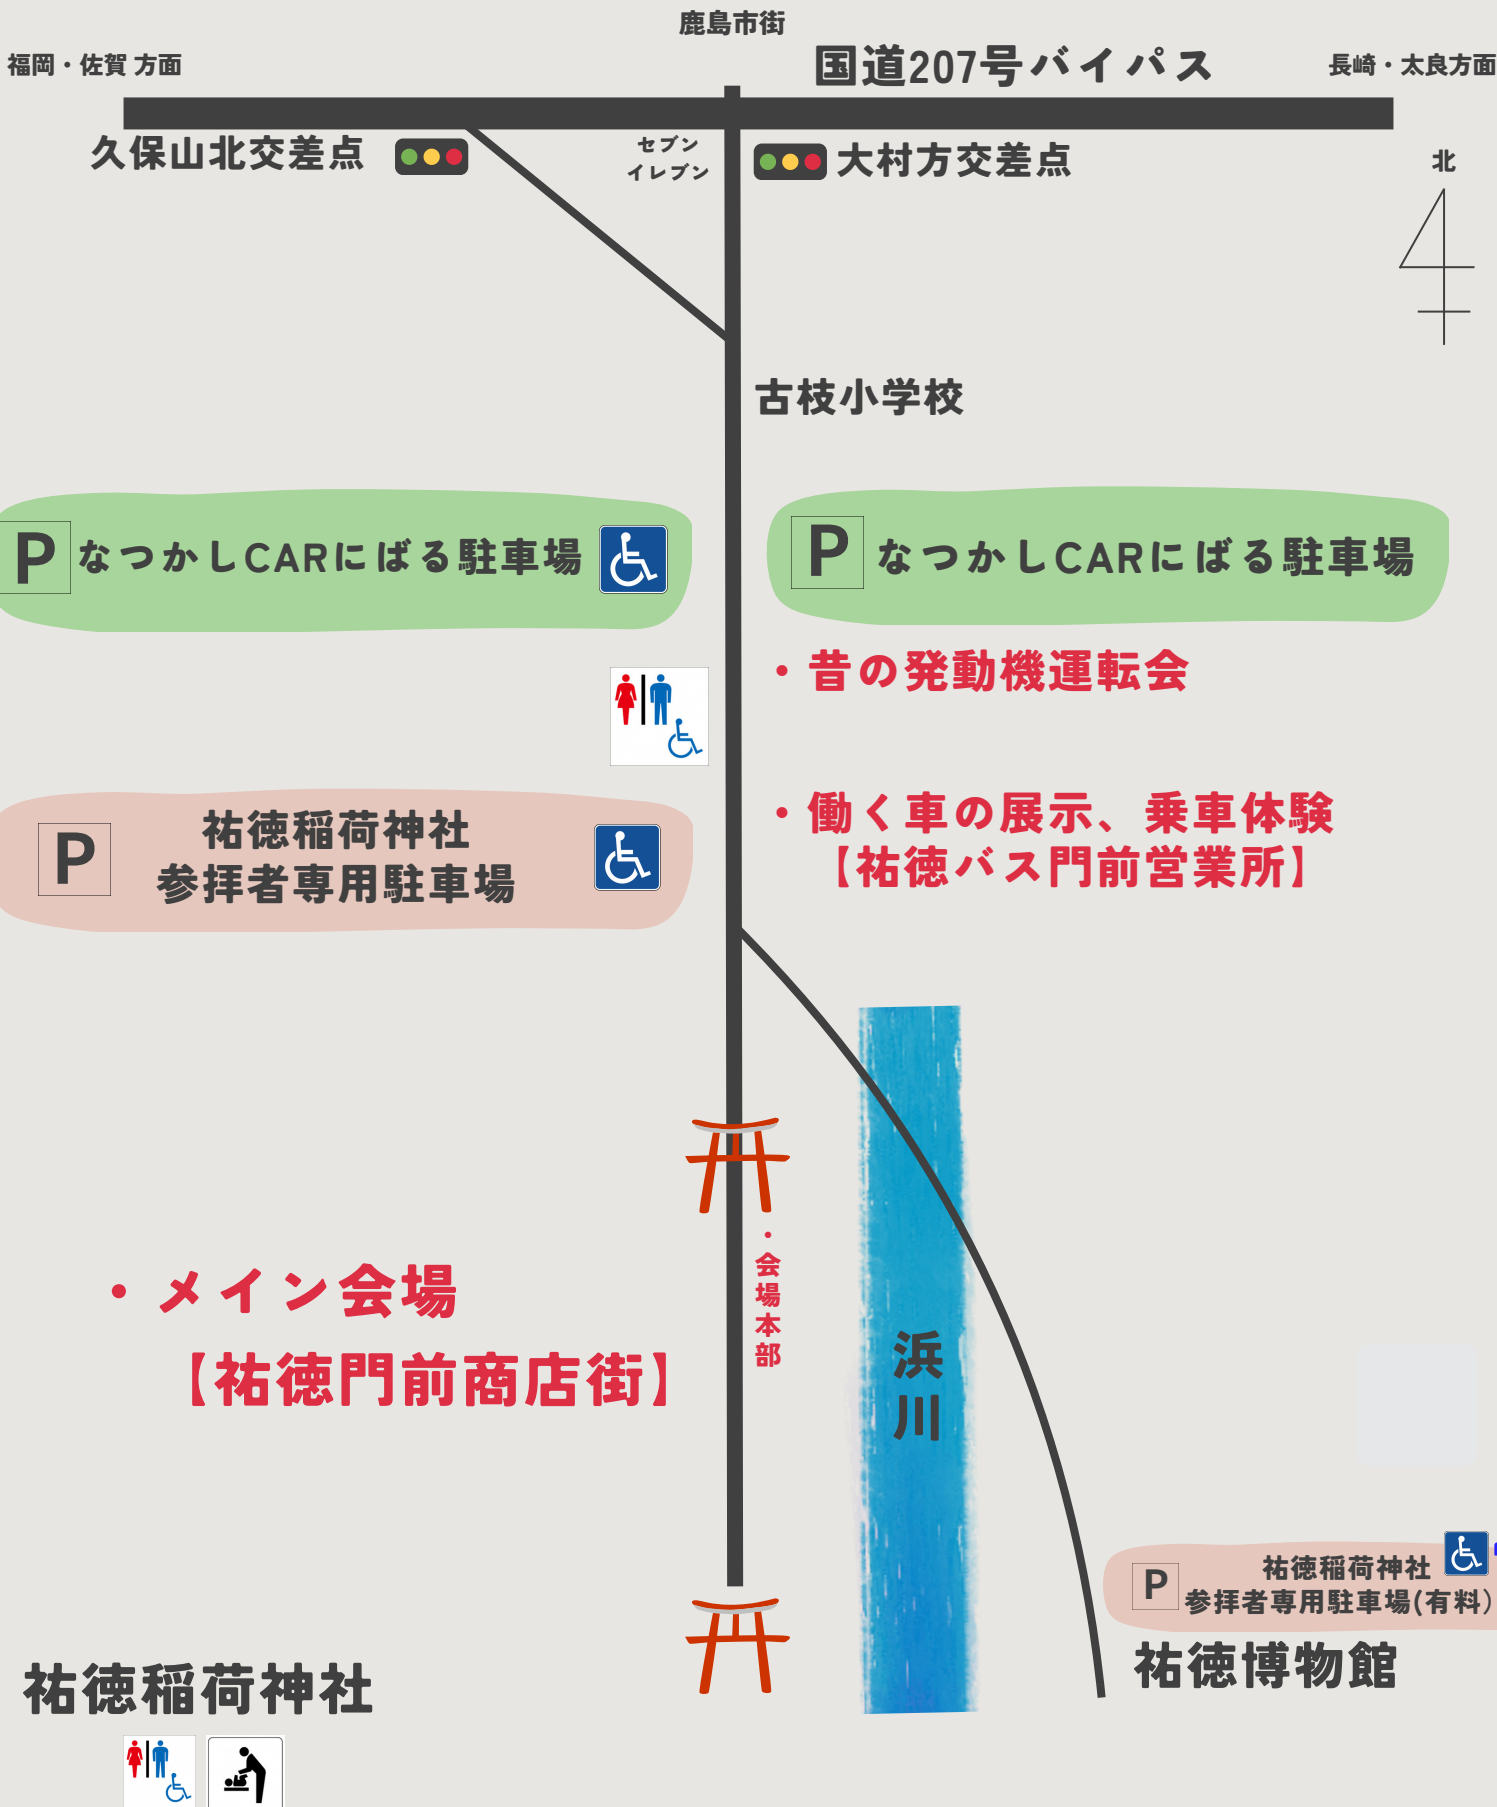 鹿島市街
福岡・佐賀 方面
国道207号バイパス
長崎・太良方面
久保山北交差点
セブン
イレブン
大村方交差点
北
古枝小学校
P なつかしCARにばる駐車場
P なつかしCARにばる駐車場
・昔の発動機運転会
・働く車の展示、乗車体験
【祐徳バス門前営業所】
P
祐徳稲荷神社
参拝者専用駐車場
・会場本部
・メイン会場
【祐徳門前商店街】
浜川
P
祐徳稲荷神社
参拝者専用駐車場(有料)
祐徳博物館
祐徳稲荷神社